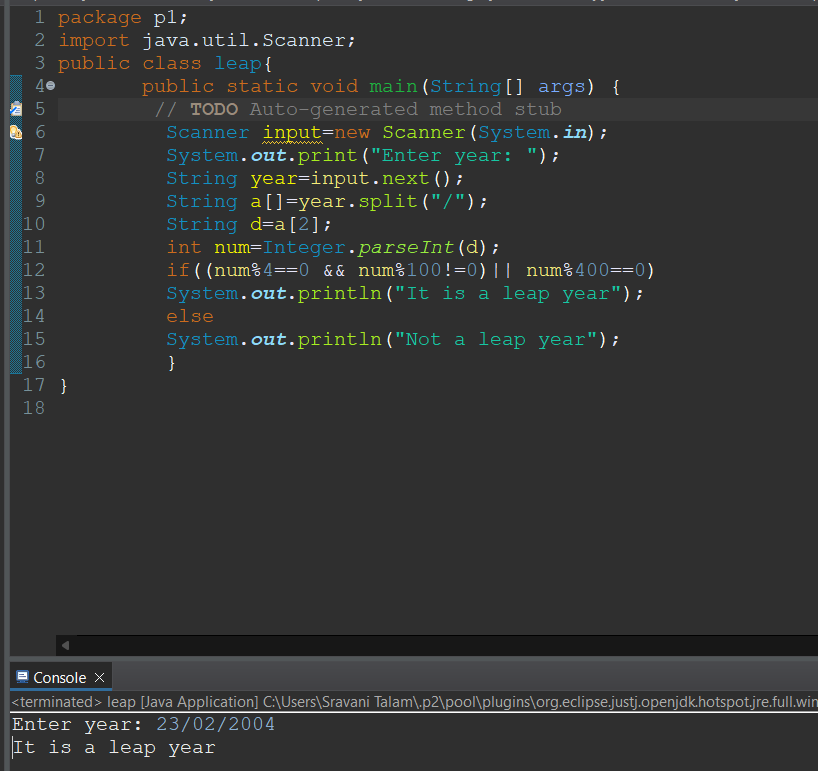 1 package p1;
2 import java.util.Scanner;
3 public class leap{
4 public static void main(String[] args) {
5 // TODO Auto-generated method stub
6 Scanner input=new Scanner(System.in);
7 System.out.print("Enter year: ");
8 String year=input.next();
9 String a[]=year.split("/");
10 String d=a[2];
11 int num=Integer.parseInt(d);
12 if((num%4==0 && num%100!=0)|| num%400==0)
13 System.out.println("It is a leap year");
14 else
15 System.out.println("Not a leap year");
16 }
17 }
18
Console
<terminated> leap [Java Application] C:\Users\Sravani Talam\.p2\pool\plugins\org.eclipse.justj.openjdk.hotspot.jre.full.win
Enter year: 23/02/2004
It is a leap year